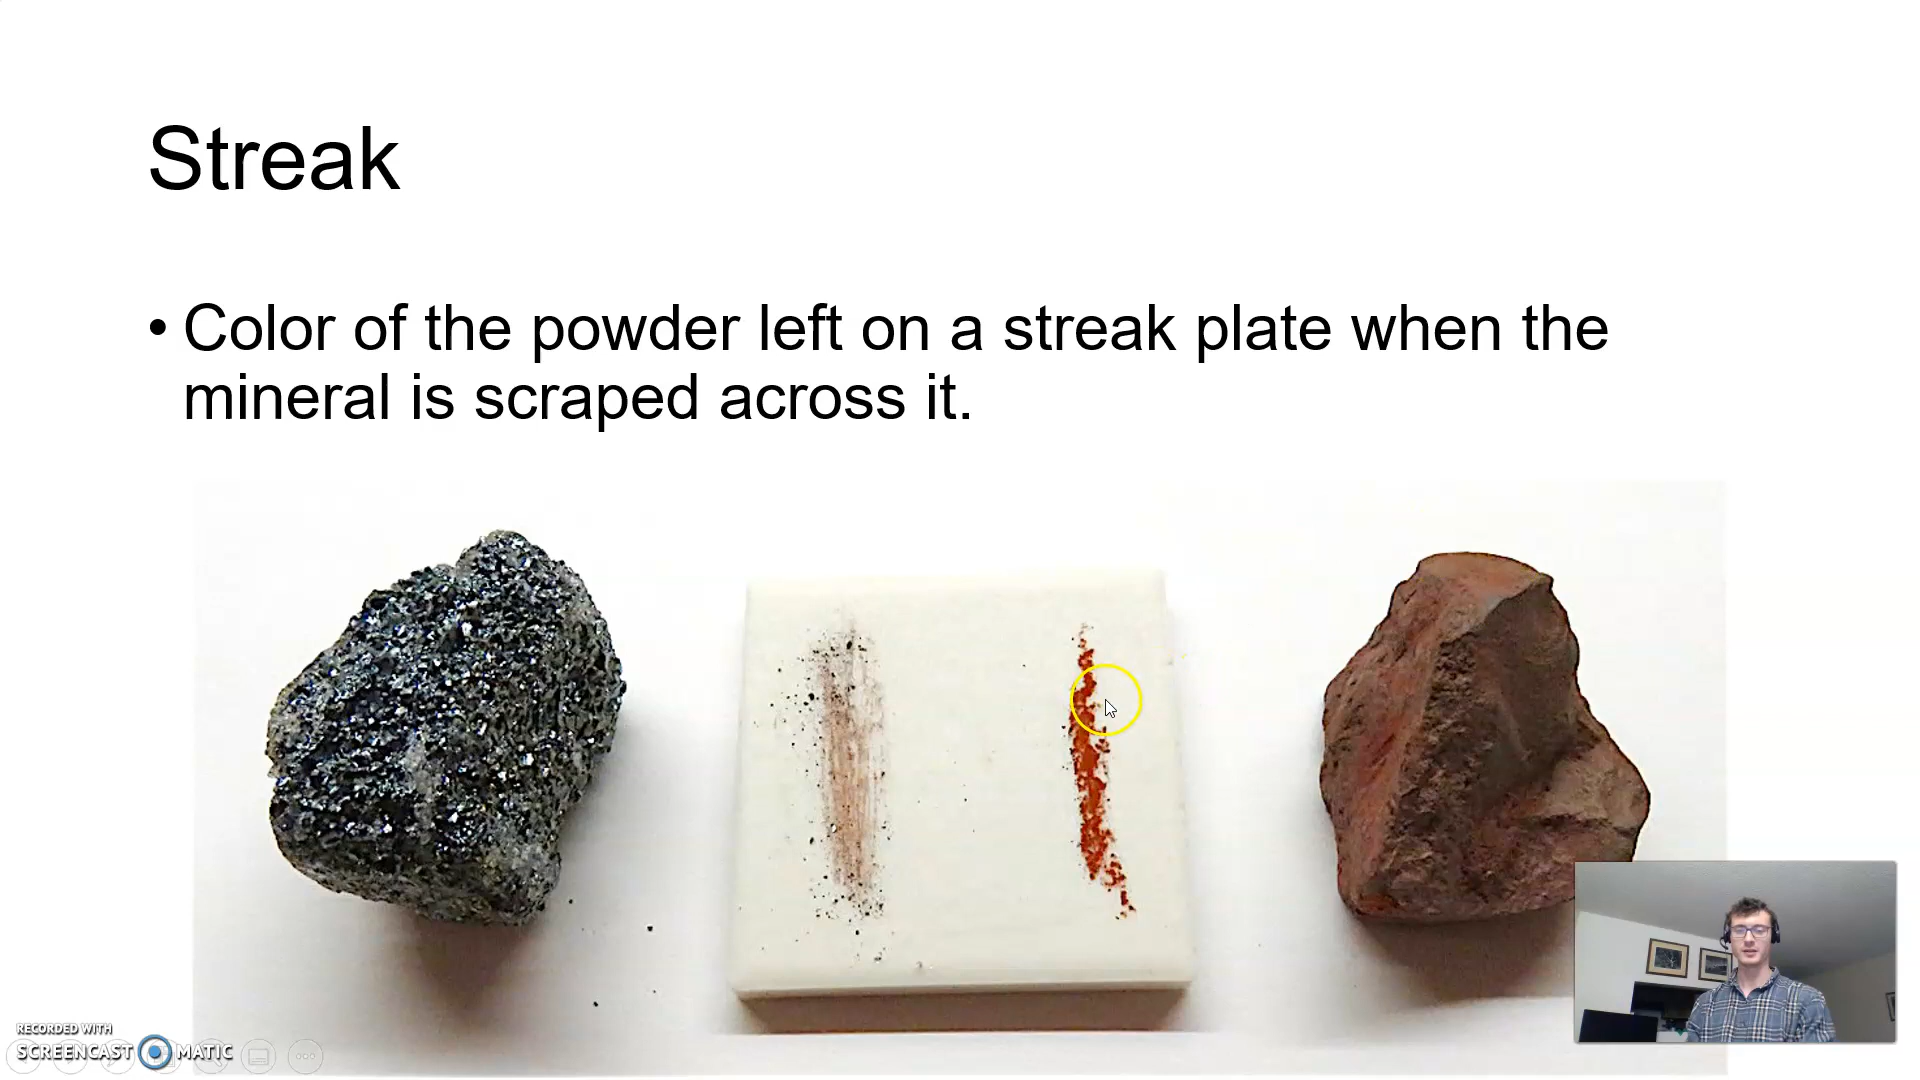 Streak
• Color of the powder left on a streak plate when the
mineral is scraped across it.
RECORDED WITH
SCREENCAST MATIC